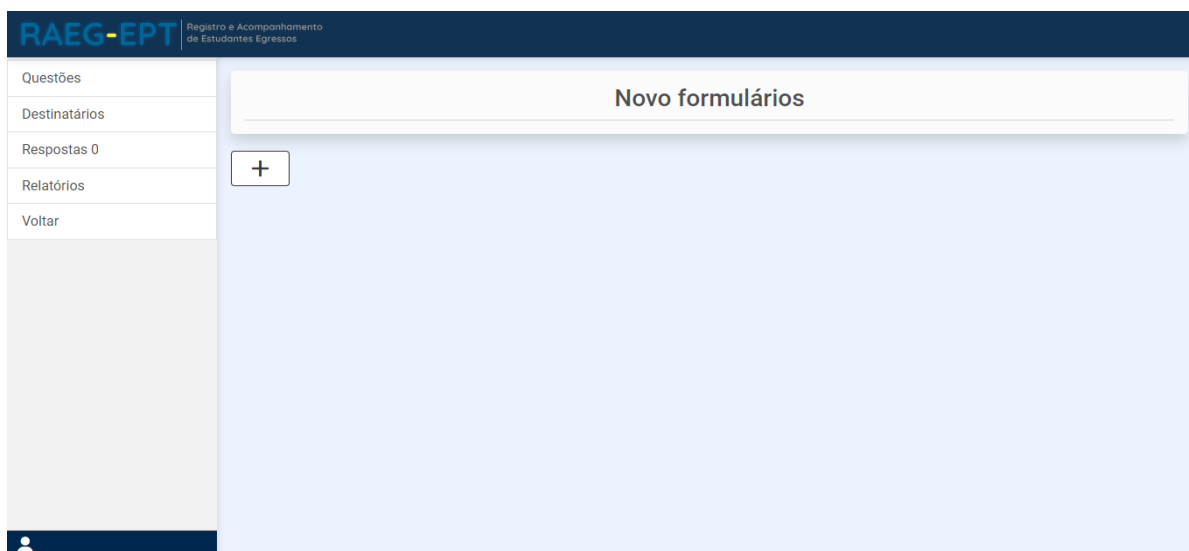 RAEG-EPT
Registro e Acompanhamento
de Estudantes Egressos
Questões
Destinatários
Respostas 0
Relatórios
Voltar
Novo formulários
+